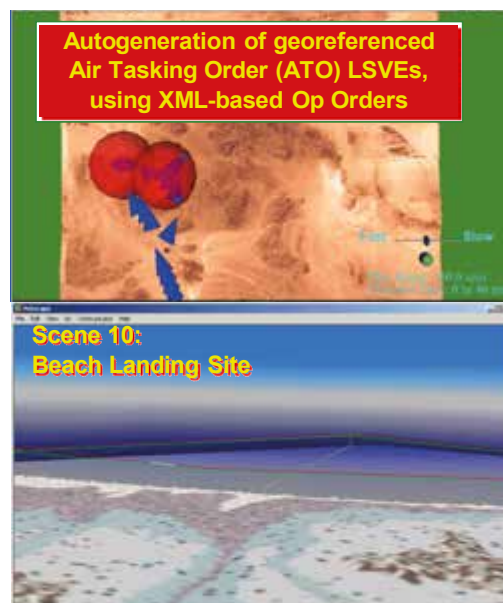 Autogeneration of georeferenced
Air Tasking Order (ATO) LSVEs,
using XML-based Op Orders
Fast Slow
Scene 10:
Beach Landing Site